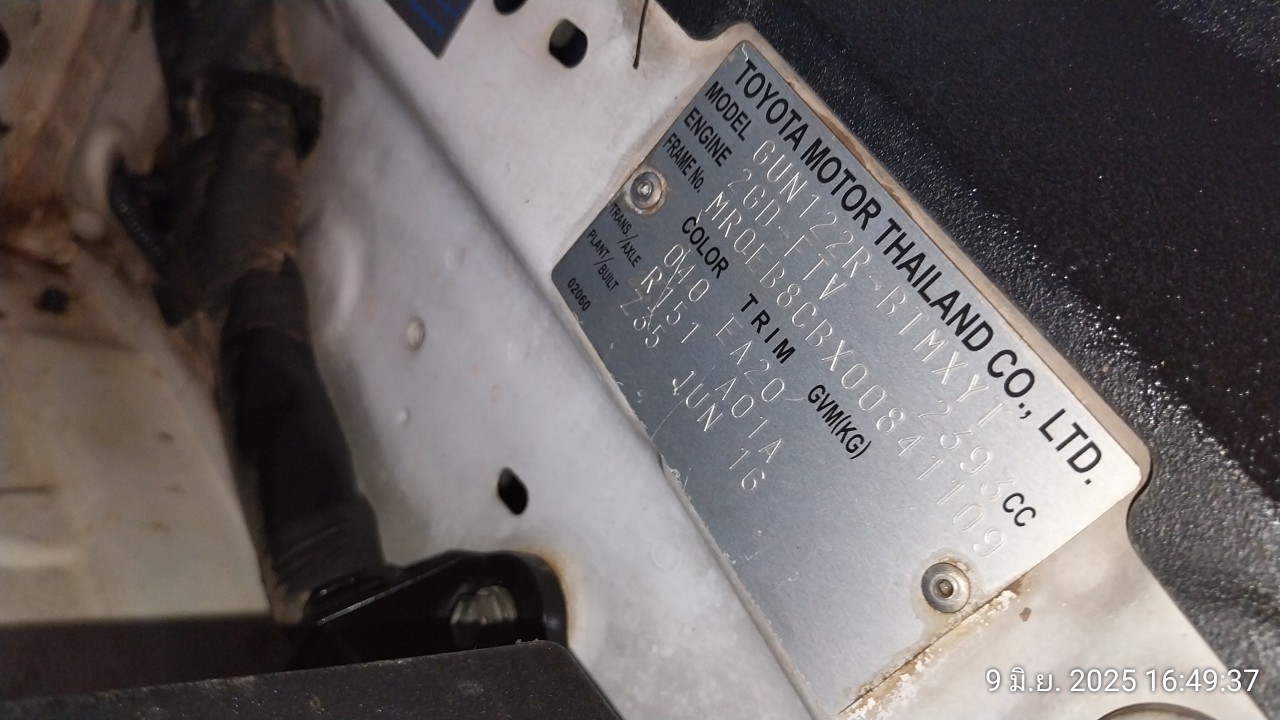 TOYOTA MOTOR THAILAND CO., LTD.
MODEL GUN122R-BTMXYT
ENGINE 2GD-FTV 2393 CC
FRAME No. MR0EB8CBX00841109
COLOR TRIM GVM(KG)
040 EA20
TRANS./AXLE R151 A01A
PLANT/BUILT Z35 JUN 16
02060
9 มิ.ย. 2025 16:49:37